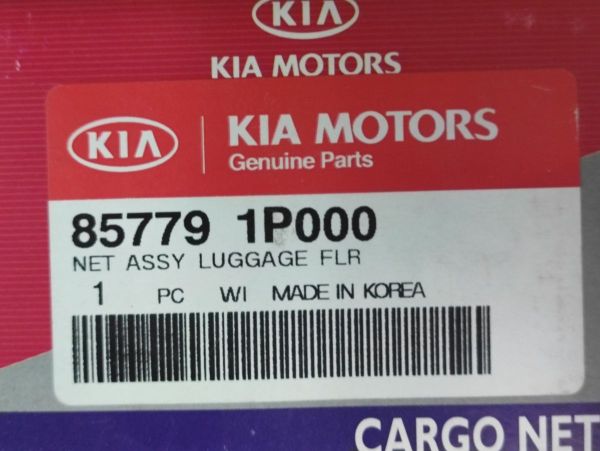 KIA
KIA MOTORS
KIA KIA MOTORS
Genuine Parts
85779 1P000
NET ASSY LUGGAGE FLR
1 PC WI MADE IN KOREA
CARGO NET